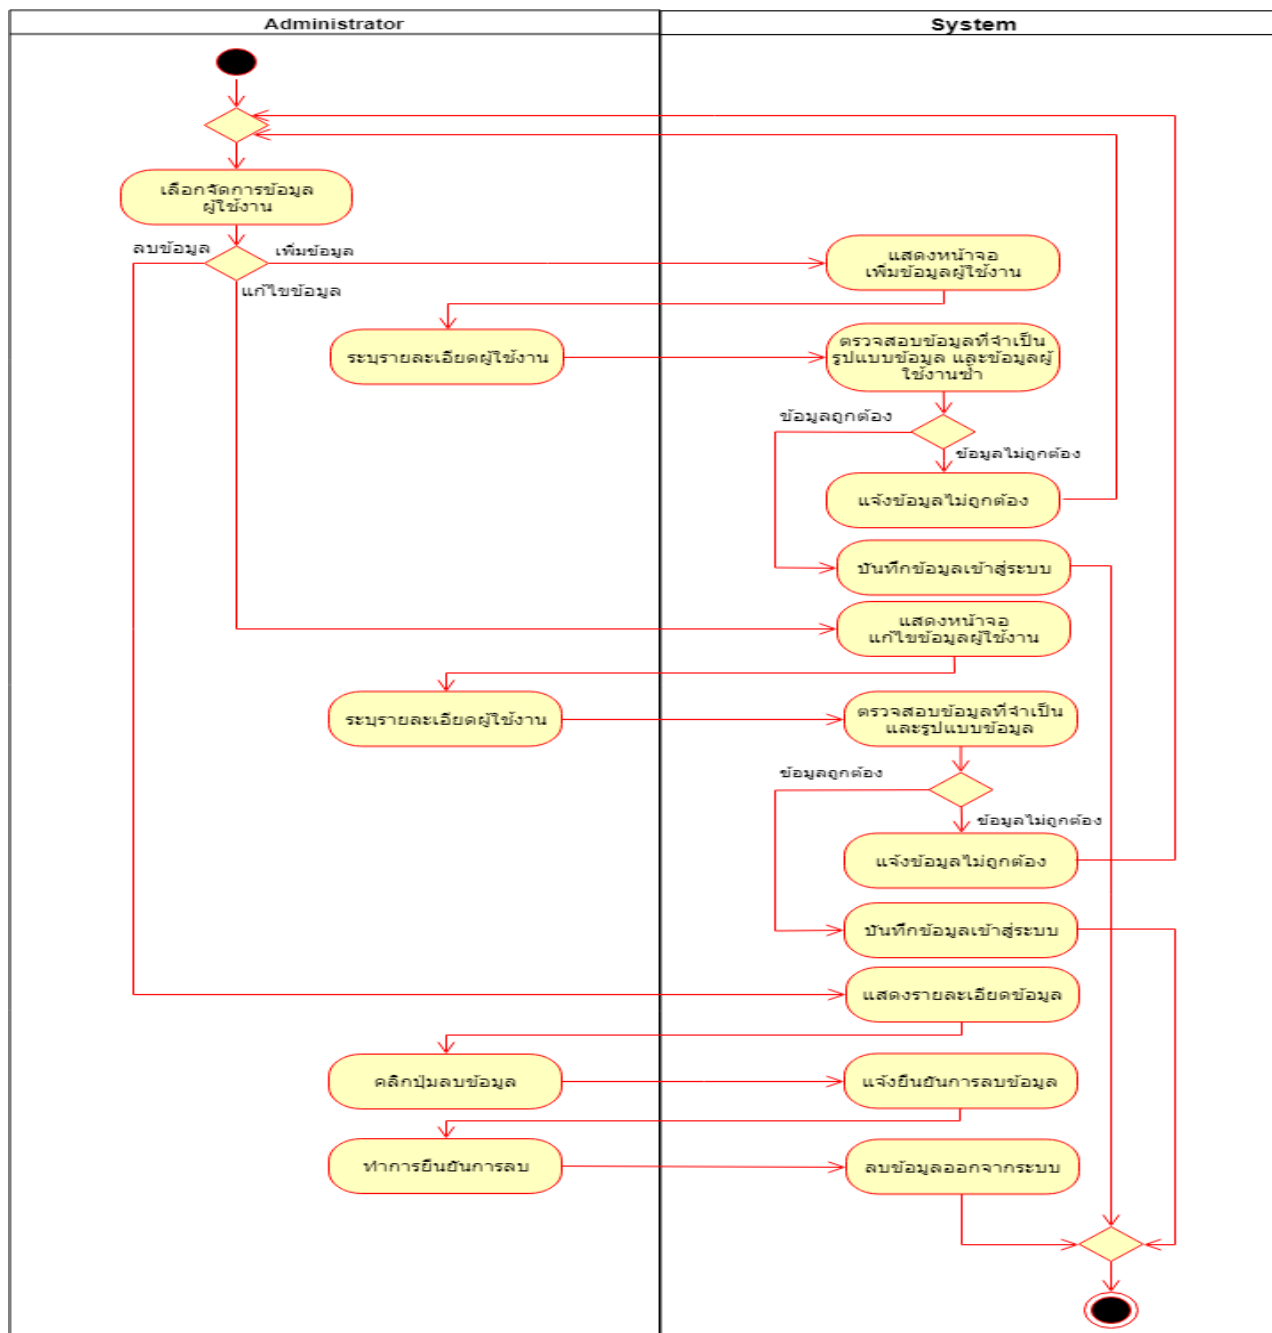 Administrator
System
เลือกจัดการข้อมูล
ผู้ใช้งาน
ลบข้อมูล
เพิ่มข้อมูล
แก้ไขข้อมูล
แสดงหน้าจอ
เพิ่มข้อมูลผู้ใช้งาน
ระบุรายละเอียดผู้ใช้งาน
ตรวจสอบข้อมูลที่จำเป็น
รูปแบบข้อมูล และข้อมูลผู้
ใช้งานซ้ำ
ข้อมูลถูกต้อง
ข้อมูลไม่ถูกต้อง
แจ้งข้อมูลไม่ถูกต้อง
บันทึกข้อมูลเข้าสู่ระบบ
แสดงหน้าจอ
แก้ไขข้อมูลผู้ใช้งาน
ระบุรายละเอียดผู้ใช้งาน
ตรวจสอบข้อมูลที่จำเป็น
และรูปแบบข้อมูล
ข้อมูลถูกต้อง
ข้อมูลไม่ถูกต้อง
แจ้งข้อมูลไม่ถูกต้อง
บันทึกข้อมูลเข้าสู่ระบบ
แสดงรายละเอียดข้อมูล
คลิกปุ่มลบข้อมูล
แจ้งยืนยันการลบข้อมูล
ทำการยืนยันการลบ
ลบข้อมูลออกจากระบบ